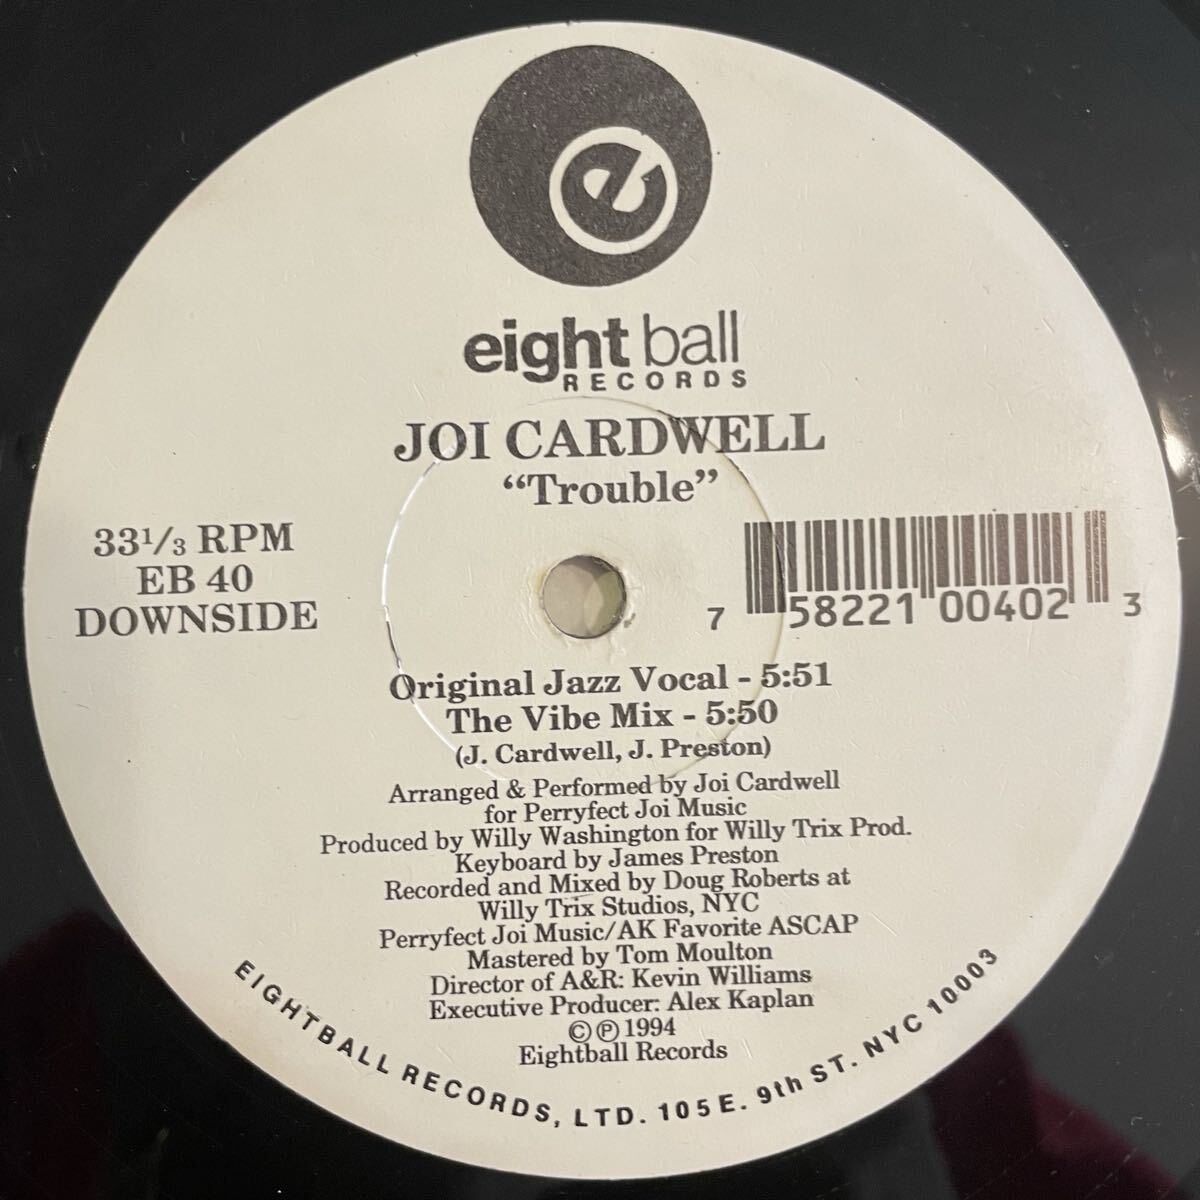 e
eight ball
RECORDS
JOI CARDWELL
“Trouble”
33 1/3 RPM
EB 40
DOWNSIDE
7 58221 00402 3
Original Jazz Vocal - 5:51
The Vibe Mix - 5:50
(J. Cardwell, J. Preston)
Arranged & Performed by Joi Cardwell
for Perryfect Joi Music
Produced by Willy Washington for Willy Trix Prod.
Keyboard by James Preston
Recorded and Mixed by Doug Roberts at
Willy Trix Studios, NYC
Perryfect Joi Music/AK Favorite ASCAP
Mastered by Tom Moulton
Director of A&R: Kevin Williams
Executive Producer: Alex Kaplan
©℗ 1994
Eightball Records
EIGHTBALL RECORDS, LTD. 105 E. 9th ST. NYC 10003